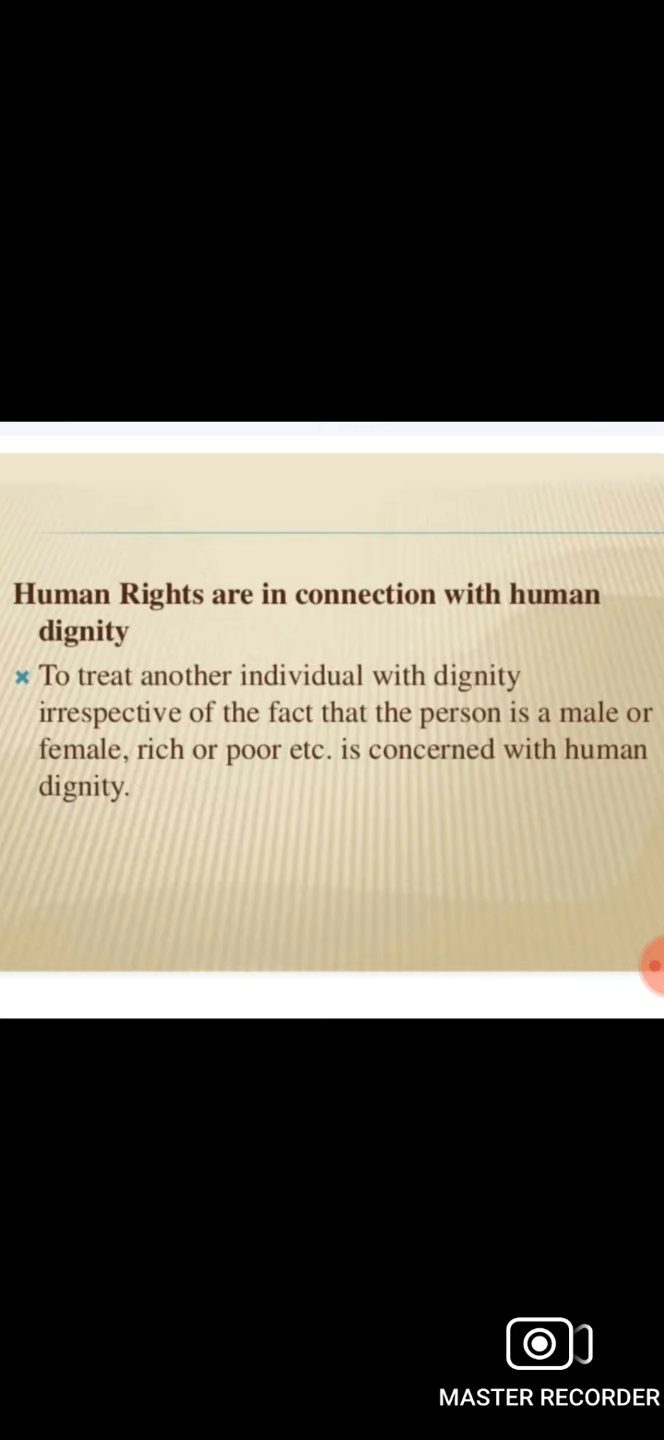 Human Rights are in connection with human
dignity
To treat another individual with dignity
irrespective of the fact that the person is a male or
female, rich or poor etc. is concerned with human
dignity.
MASTER RECORDER